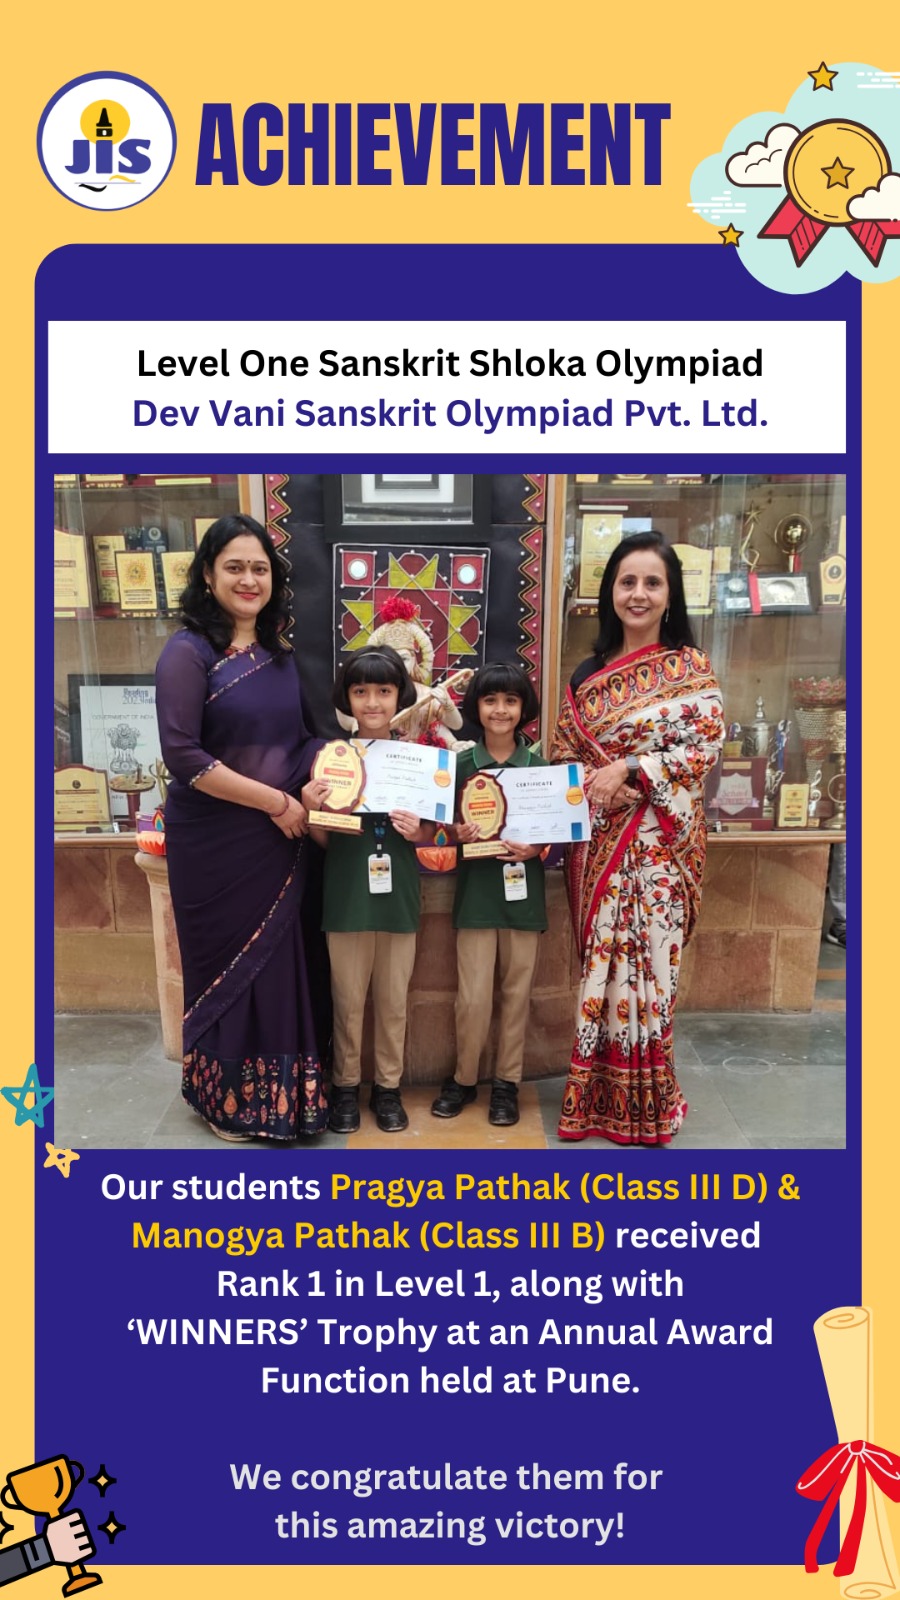 JIS
ACHIEVEMENT
Level One Sanskrit Shloka Olympiad
Dev Vani Sanskrit Olympiad Pvt. Ltd.
CERTIFICATE
WINNER
CERTIFICATE
WINNER
Our students Pragya Pathak (Class III D) &
Manogya Pathak (Class III B) received
Rank 1 in Level 1, along with
‘WINNERS’ Trophy at an Annual Award
Function held at Pune.
We congratulate them for
this amazing victory!